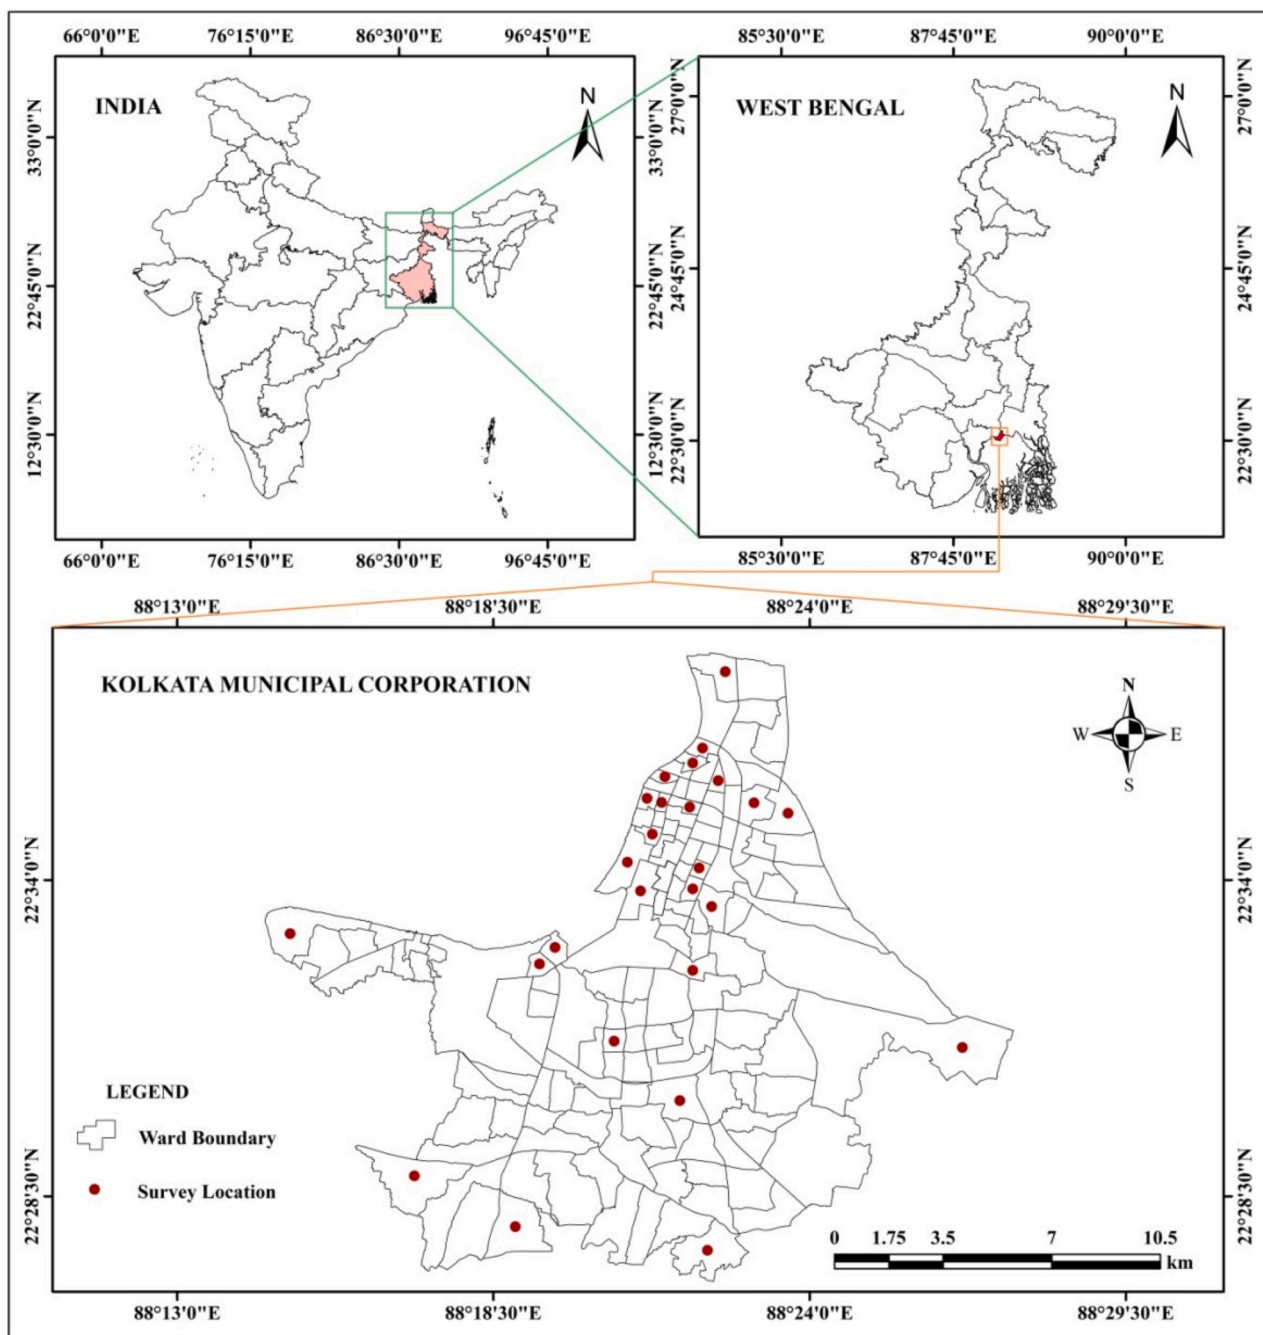 66°0'0"E 76°15'0"E 86°30'0"E 96°45'0"E
33°0'0"N
22°45'0"N
12°30'0"N
INDIA
N
33°0'0"N
22°45'0"N
12°30'0"N
66°0'0"E 76°15'0"E 86°30'0"E 96°45'0"E
85°30'0"E 87°45'0"E 90°0'0"E
27°0'0"N
24°45'0"N
22°30'0"N
WEST BENGAL
N
27°0'0"N
24°45'0"N
22°30'0"N
85°30'0"E 87°45'0"E 90°0'0"E
88°13'0"E 88°18'30"E 88°24'0"E 88°29'30"E
22°34'0"N
22°28'30"N
KOLKATA MUNICIPAL CORPORATION
N
W E
S
LEGEND
Ward Boundary
Survey Location
0 1.75 3.5 7 10.5
km
22°34'0"N
22°28'30"N
88°13'0"E 88°18'30"E 88°24'0"E 88°29'30"E